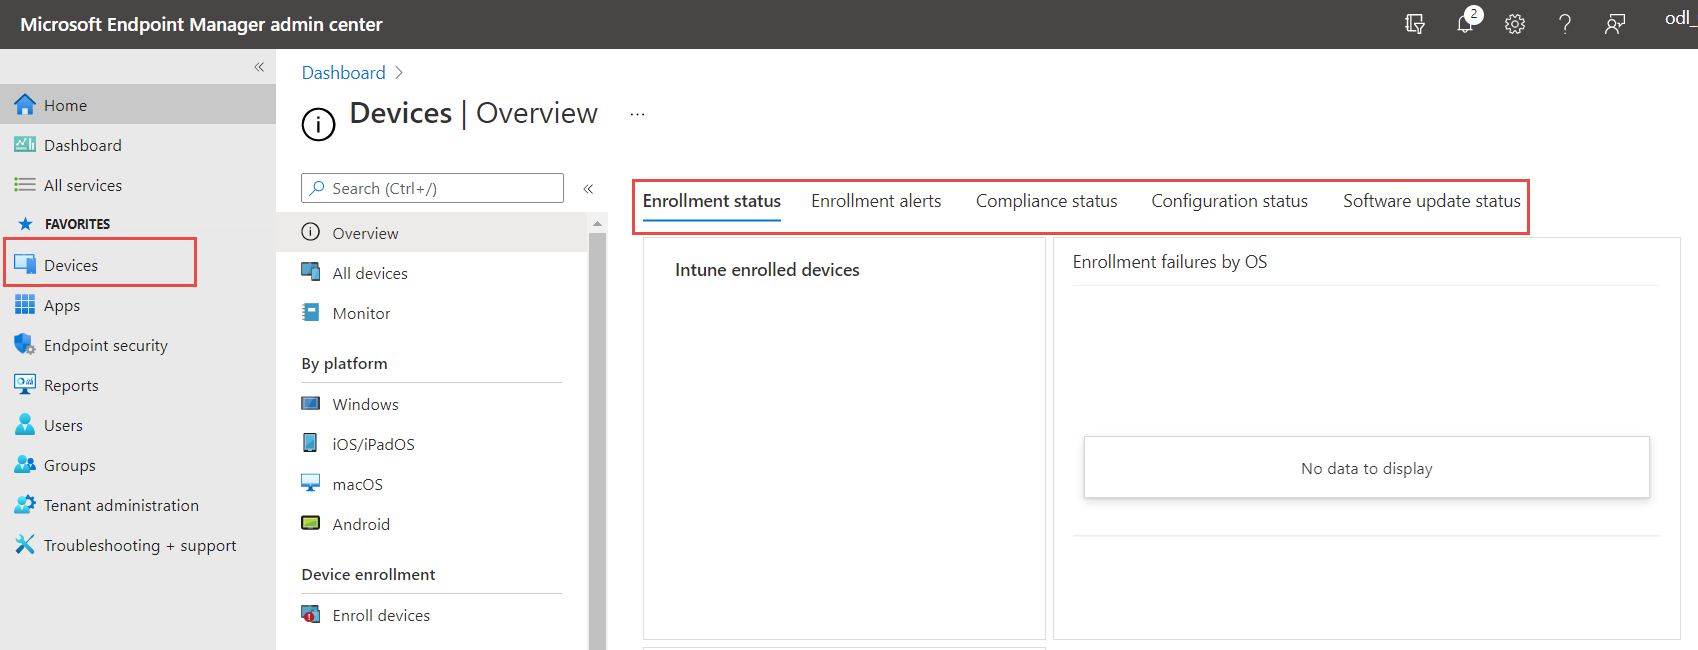 Microsoft Endpoint Manager admin center
2
odl_
«
Home
Dashboard
All services
FAVORITES
Devices
Apps
Endpoint security
Reports
Users
Groups
Tenant administration
Troubleshooting + support
Dashboard >
Devices | Overview ...
Search (Ctrl+/) «
Overview
All devices
Monitor
By platform
Windows
iOS/iPadOS
macOS
Android
Device enrollment
Enroll devices
Enrollment status Enrollment alerts Compliance status Configuration status Software update status
Intune enrolled devices
Enrollment failures by OS
No data to display